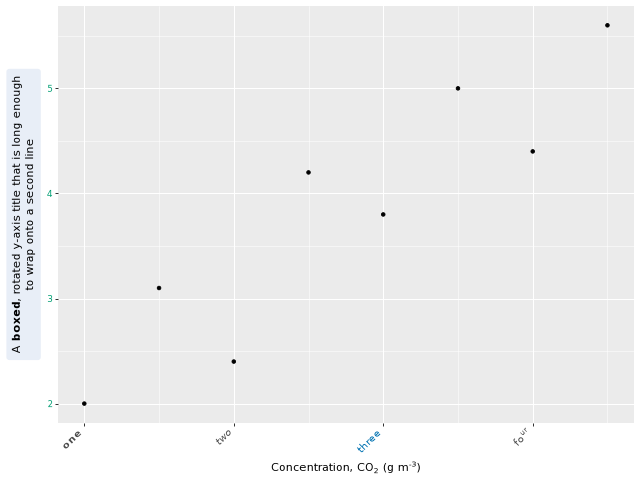 A boxed, rotated y-axis title that is long enough
to wrap onto a second line
5
4
3
2
one
two
three
four
Concentration, CO₂ (g m⁻³)